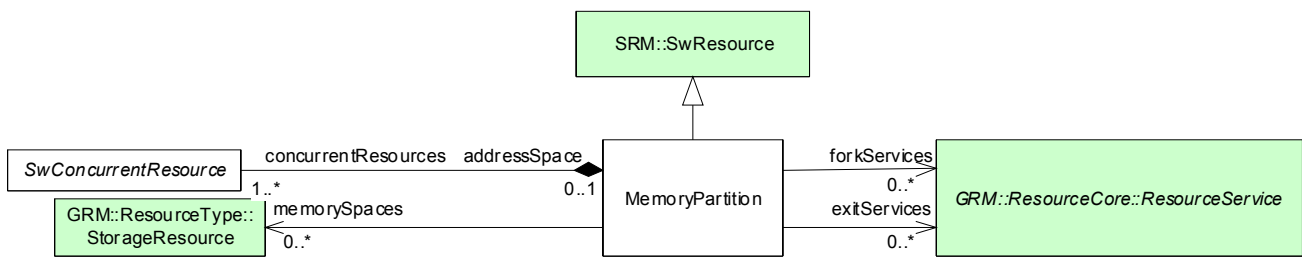 SRM::SwResource
concurrentResources addressSpace
forkServices
SwConcurrentResource
1..*
0..1
0..*
MemoryPartition
GRM::ResourceCore::ResourceService
GRM::ResourceType::
StorageResource
memorySpaces
0..*
exitServices
0..*